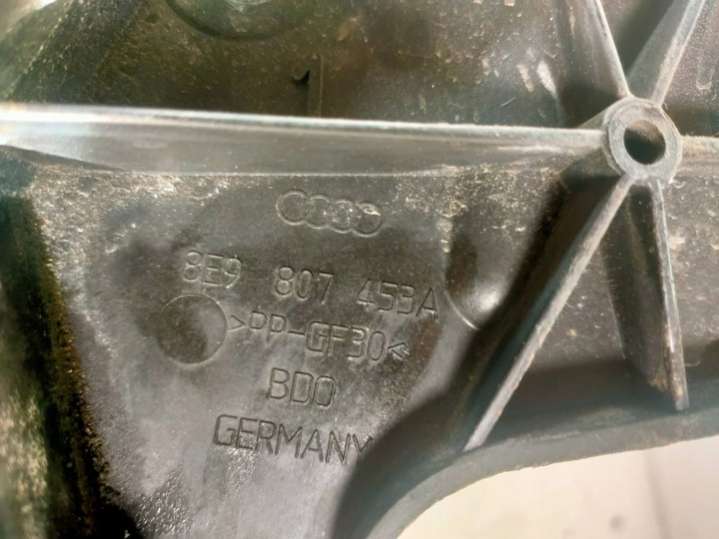 8E9 807 453A
>PP-GF30<
BDO
GERMANY